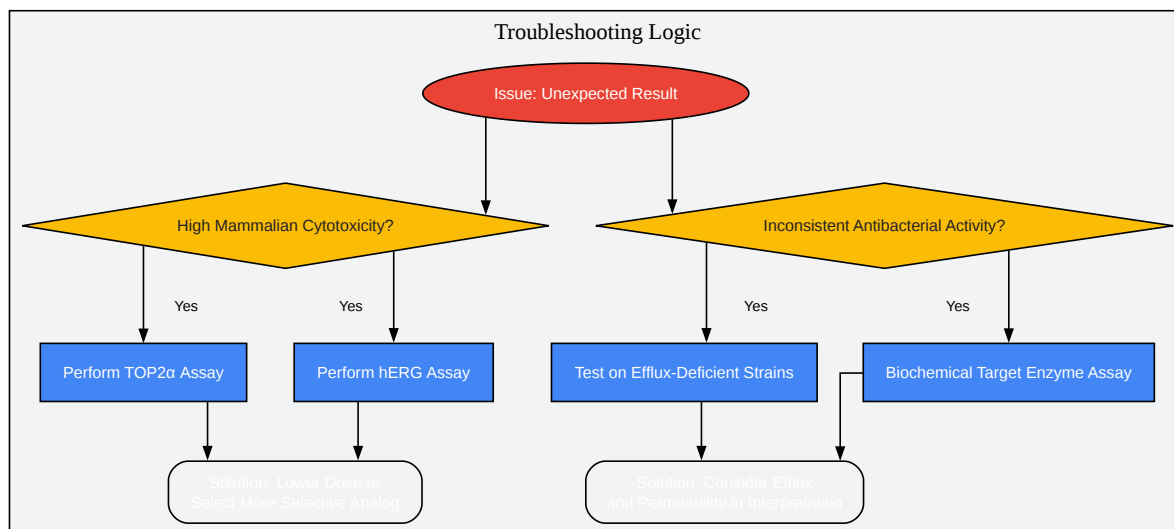 Troubleshooting Logic
Issue: Unexpected Result
High Mammalian Cytotoxicity?
Inconsistent Antibacterial Activity?
Yes
Yes
Yes
Yes
Perform TOP2α Assay
Perform hERG Assay
Test on Efflux-Deficient Strains
Biochemical Target Enzyme Assay
Solution: Lower Dose or
Select More Selective Analog
Solution: Consider Efflux
and Permeability in Interpretation